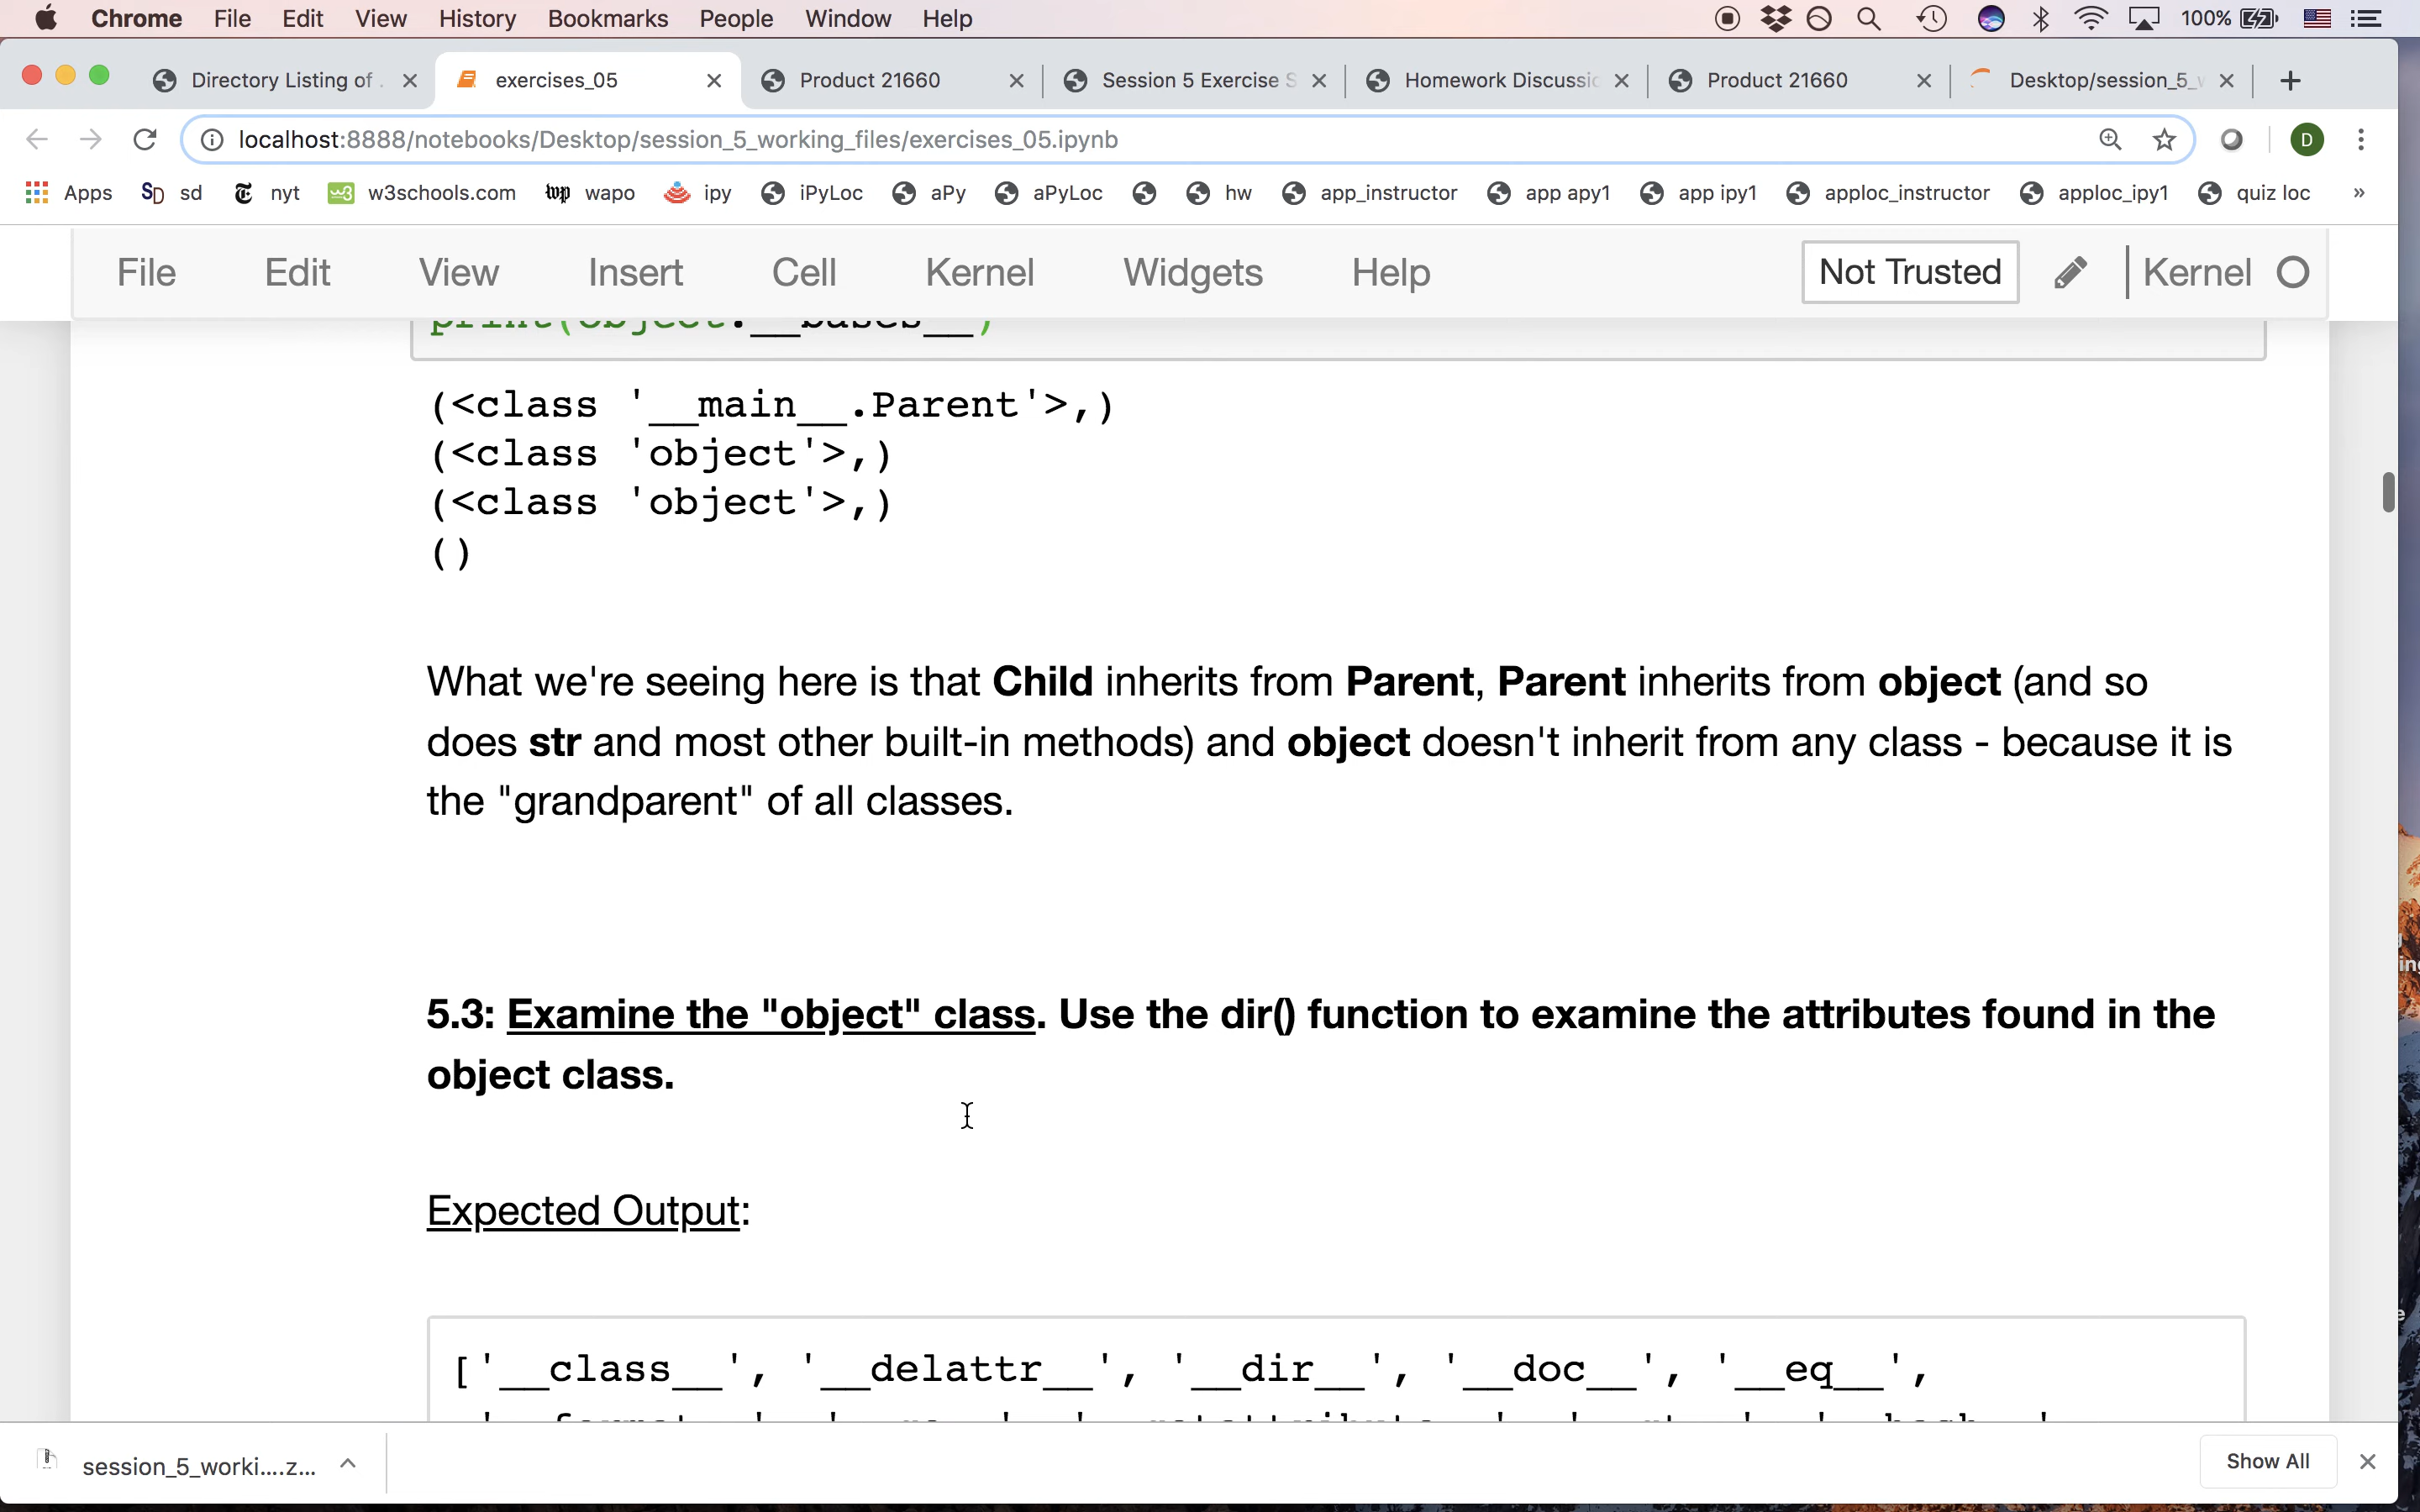 Chrome File Edit View History Bookmarks People Window Help 100%
Directory Listing of exercises_05 Product 21660 Session 5 Exercise S Homework Discussic Product 21660 Desktop/session_5_
localhost:8888/notebooks/Desktop/session_5_working_files/exercises_05.ipynb D
Apps SD sd nyt w3 w3schools.com wp wapo ipy iPyLoc aPy aPyLoc hw app_instructor app apy1 app ipy1 apploc_instructor apploc_ipy1 quiz loc »
File Edit View Insert Cell Kernel Widgets Help Not Trusted Kernel
print(object.__bases__)
(<class '__main__.Parent'>,)
(<class 'object'>,)
(<class 'object'>,)
()
What we're seeing here is that Child inherits from Parent, Parent inherits from object (and so
does str and most other built-in methods) and object doesn't inherit from any class - because it is
the "grandparent" of all classes.
5.3: Examine the "object" class. Use the dir() function to examine the attributes found in the
object class.
Expected Output:
['__class__', '__delattr__', '__dir__', '__doc__', '__eq__',
session_5_worki....z... Show All